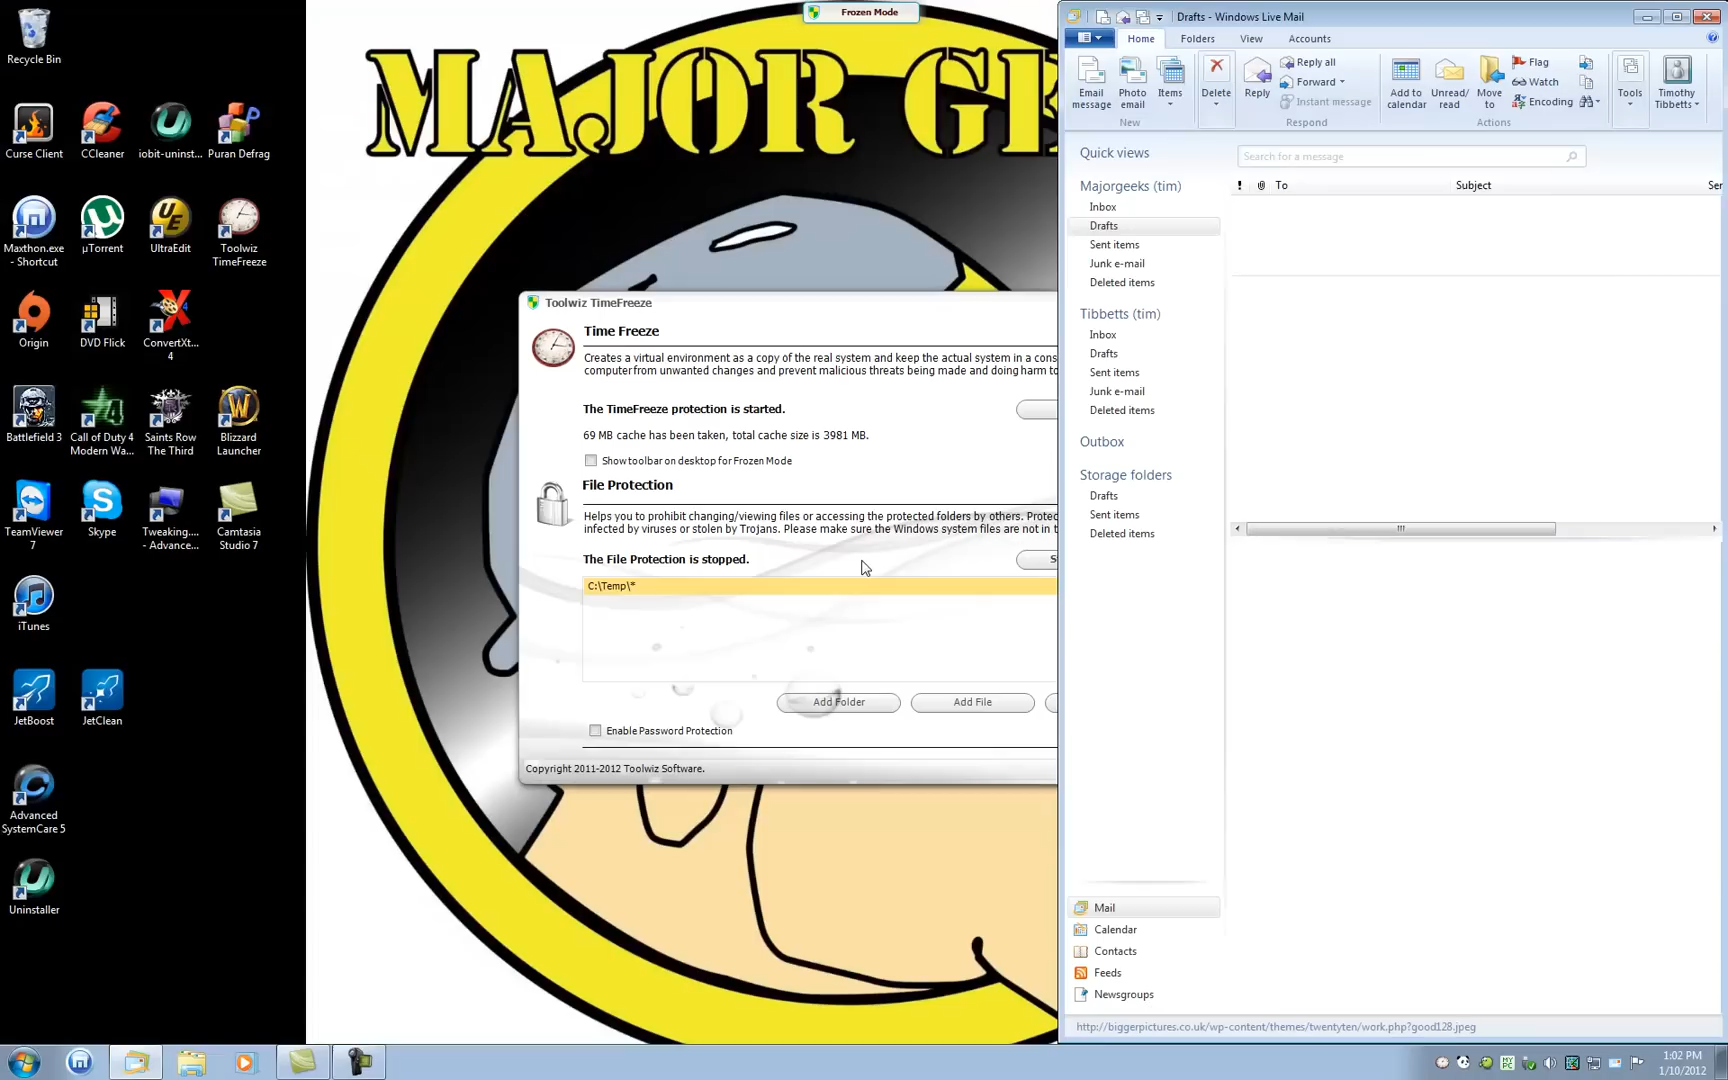 Recycle Bin
Curse Client
CCleaner
iobit-uninst...
Puran Defrag
Maxthon.exe
- Shortcut
µTorrent
UltraEdit
Toolwiz
TimeFreeze
Origin
DVD Flick
ConvertXt...
4
Battlefield 3
Call of Duty 4
Modern Wa...
Saints Row
The Third
Blizzard
Launcher
TeamViewer
7
Skype
Tweaking....
- Advance...
Camtasia
Studio 7
iTunes
JetBoost
JetClean
Advanced
SystemCare 5
Uninstaller
Frozen Mode
MAJOR GE
Toolwiz TimeFreeze
Time Freeze
Creates a virtual environment as a copy of the real system and keep the actual system in a cons
computer from unwanted changes and prevent malicious threats being made and doing harm to
The TimeFreeze protection is started.
69 MB cache has been taken, total cache size is 3981 MB.
Show toolbar on desktop for Frozen Mode
File Protection
Helps you to prohibit changing/viewing files or accessing the protected folders by others. Protec
infected by viruses or stolen by Trojans. Please make sure the Windows system files are not in t
The File Protection is stopped.
S
C:\Temp\*
Add Folder
Add File
Enable Password Protection
Copyright 2011-2012 Toolwiz Software.
Drafts - Windows Live Mail
Home
Folders
View
Accounts
Email
message
Photo
email
Items
New
Delete
Reply
Reply all
Forward
Instant message
Respond
Add to
calendar
Unread/
read
Move
to
Flag
Watch
Encoding
Actions
Tools
Timothy
Tibbetts
Quick views
Search for a message
!
To
Subject
Ser
Majorgeeks (tim)
Inbox
Drafts
Sent items
Junk e-mail
Deleted items
Tibbetts (tim)
Inbox
Drafts
Sent items
Junk e-mail
Deleted items
Outbox
Storage folders
Drafts
Sent items
Deleted items
Mail
Calendar
Contacts
Feeds
Newsgroups
http://biggerpictures.co.uk/wp-content/themes/twentyten/work.php?good128.jpeg
1:02 PM
1/10/2012